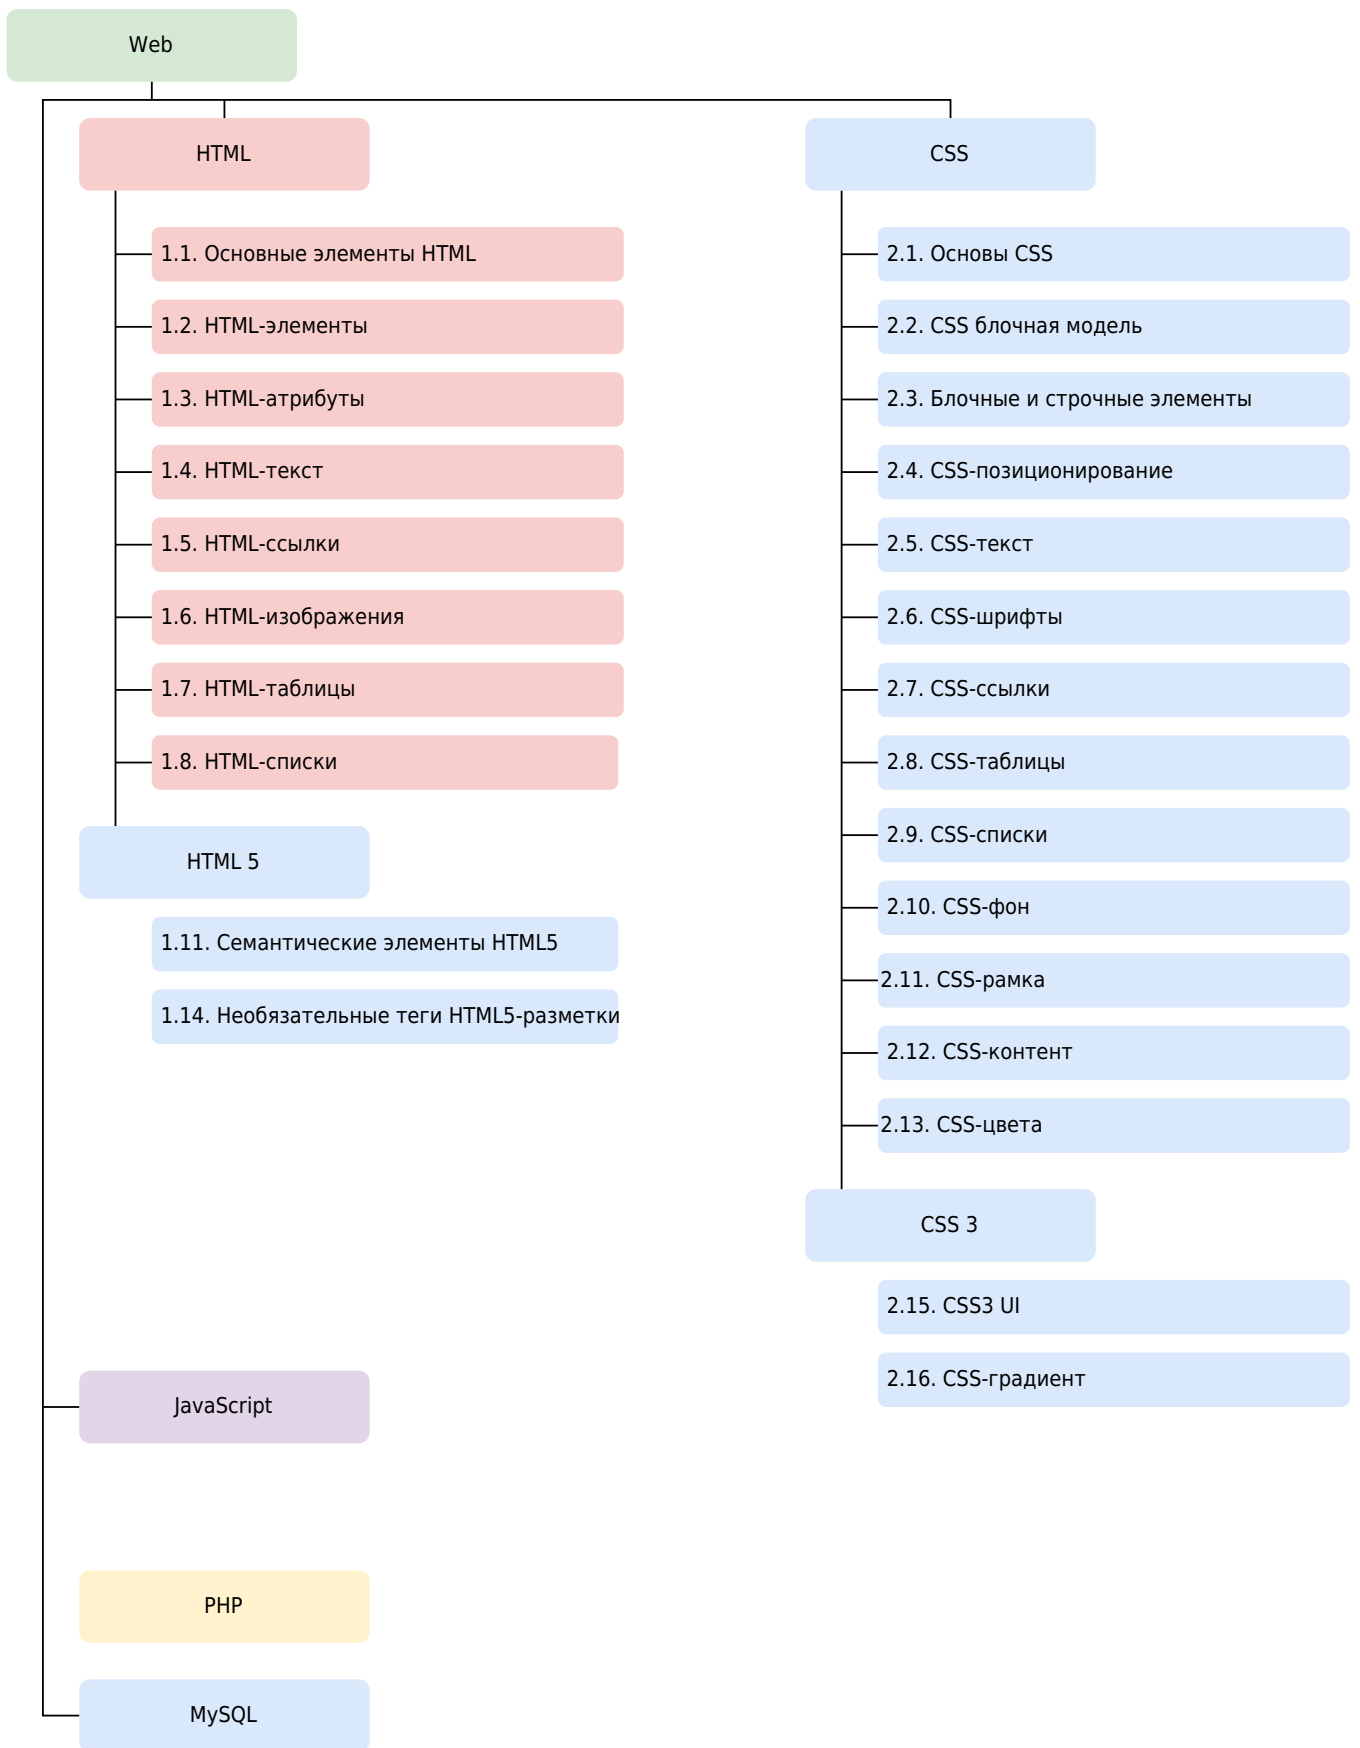 Web
HTML
1.1. Основные элементы HTML
1.2. HTML-элементы
1.3. HTML-атрибуты
1.4. HTML-текст
1.5. HTML-ссылки
1.6. HTML-изображения
1.7. HTML-таблицы
1.8. HTML-списки
HTML 5
1.11. Семантические элементы HTML5
1.14. Необязательные теги HTML5-разметки
CSS
2.1. Основы CSS
2.2. CSS блочная модель
2.3. Блочные и строчные элементы
2.4. CSS-позиционирование
2.5. CSS-текст
2.6. CSS-шрифты
2.7. CSS-ссылки
2.8. CSS-таблицы
2.9. CSS-списки
2.10. CSS-фон
2.11. CSS-рамка
2.12. CSS-контент
2.13. CSS-цвета
CSS 3
2.15. CSS3 UI
2.16. CSS-градиент
JavaScript
PHP
MySQL